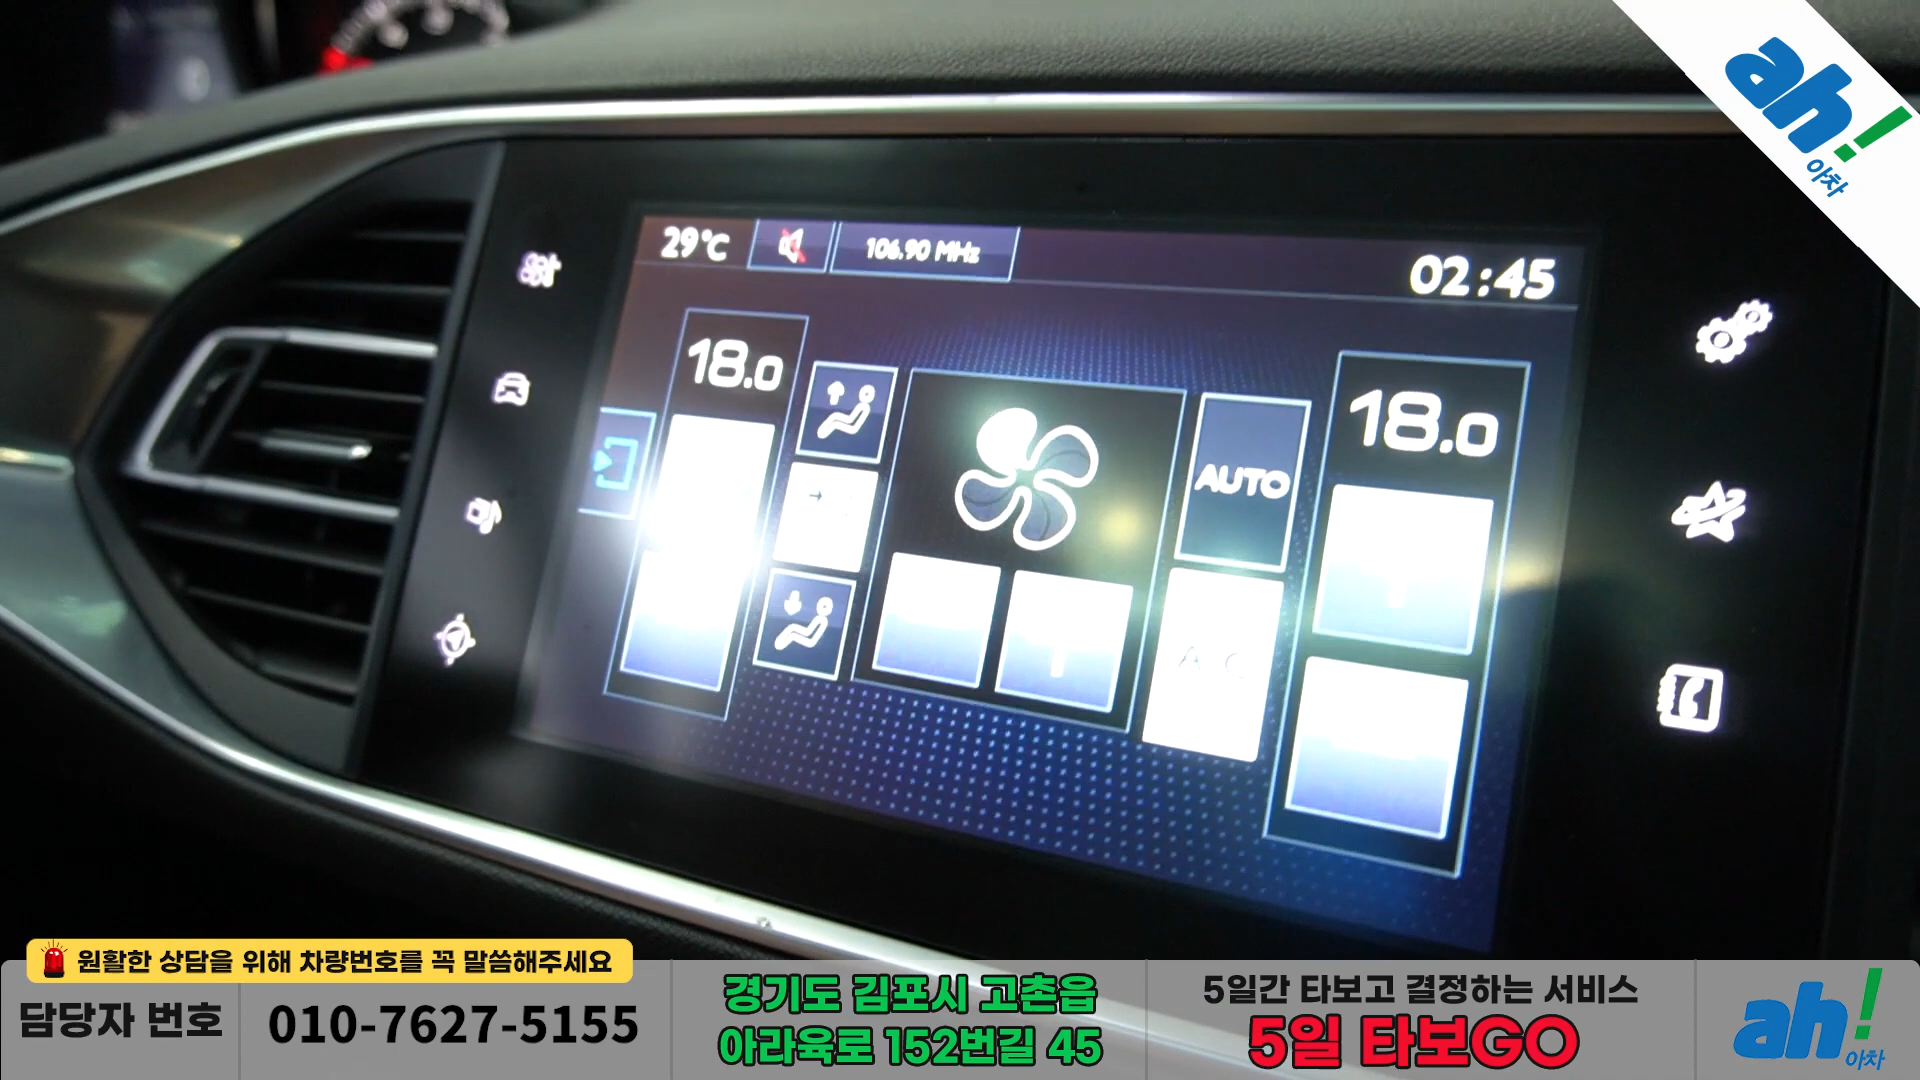 ah!
아차
29°C
106.90 MHz
02:45
18.0
AUTO
18.0
A C
원활한 상담을 위해 차량번호를 꼭 말씀해주세요
담당자 번호
010-7627-5155
경기도 김포시 고촌읍
아라육로 152번길 45
5일간 타보고 결정하는 서비스
5일 타보GO
ah!
아차